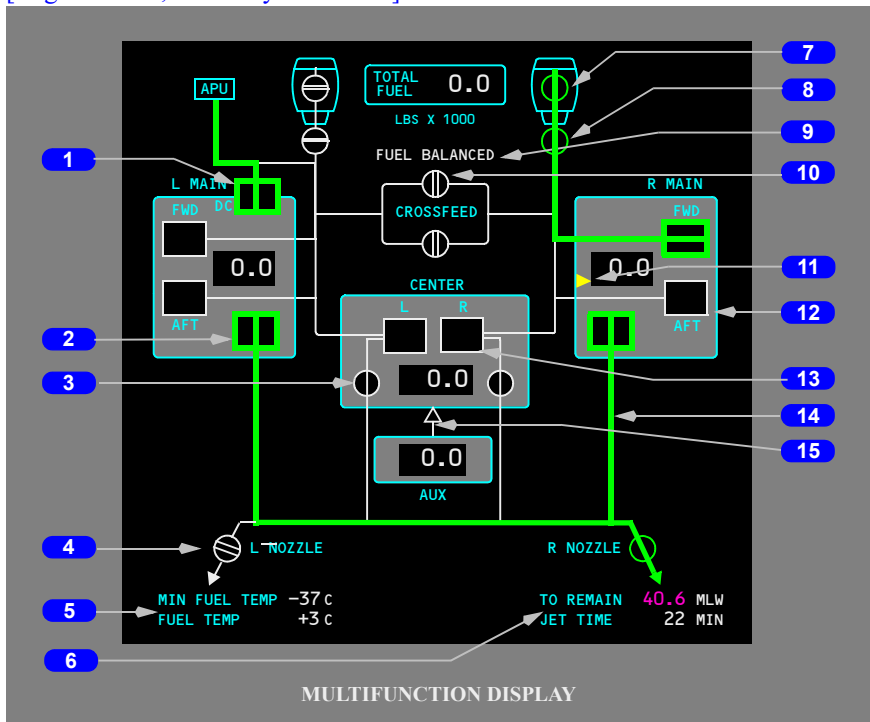 7
8
APU
TOTAL FUEL 0.0
LBS X 1000
9
FUEL BALANCED
1
10
L MAIN
R MAIN
FWD
DC
CROSSFEED
FWD
0.0
0.0
11
CENTER
L
R
12
AFT
AFT
2
13
3
0.0
14
15
0.0
AUX
4
L NOZZLE
R NOZZLE
MIN FUEL TEMP -37 C
TO REMAIN 40.6 MLW
5
FUEL TEMP +3 C
JET TIME 22 MIN
6
MULTIFUNCTION DISPLAY